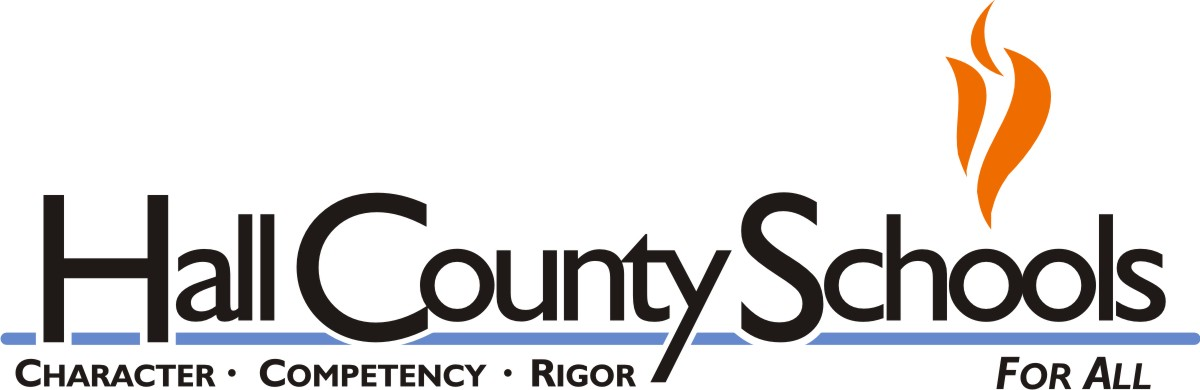 Hall County Schools
CHARACTER · COMPETENCY · RIGOR FOR ALL